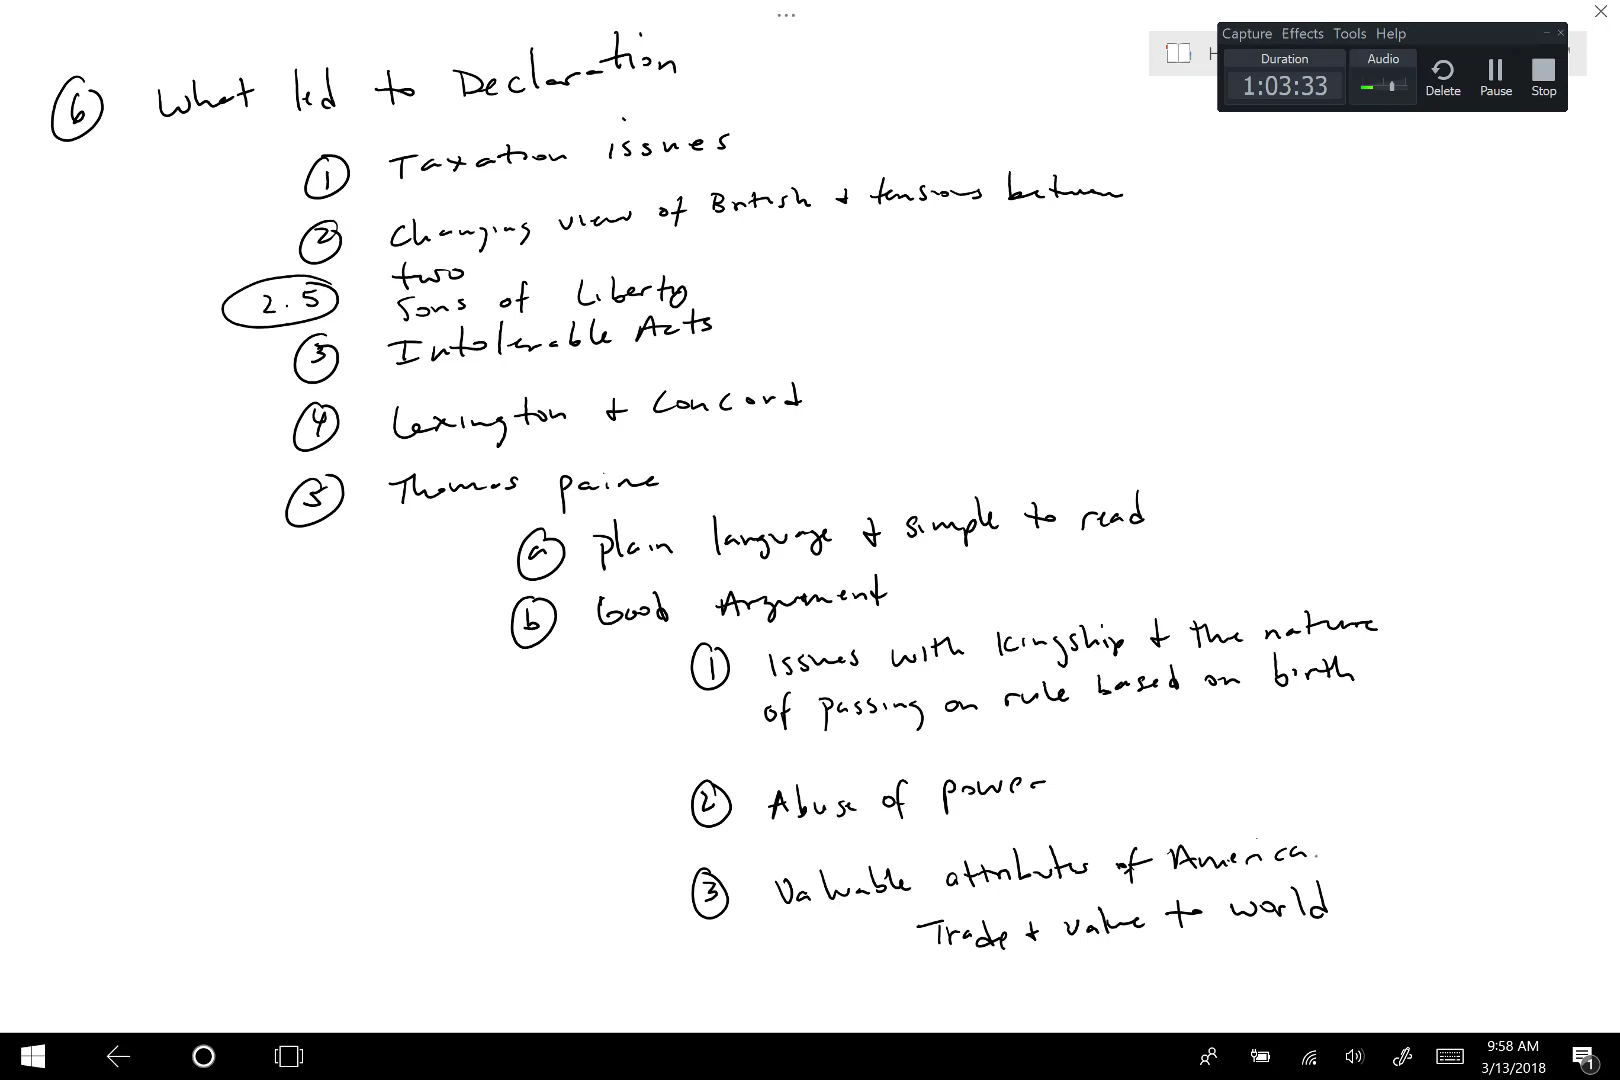 Capture Effects Tools Help
Duration
1:03:33
Audio
Delete Pause Stop
6 What led to Declaration
1 Taxation issues
2 Changing view of British + tensions between
two
2.5 Sons of Liberty
3 Intolerable Acts
4 Lexington + Concord
5 Thomas Paine
a Plain language + simple to read
b Good Argument
1 Issues with kingship + the nature
of passing on rule based on birth
2 Abuse of power
3 Valuable attributes of America.
Trade + value to world
9:58 AM
3/13/2018
1